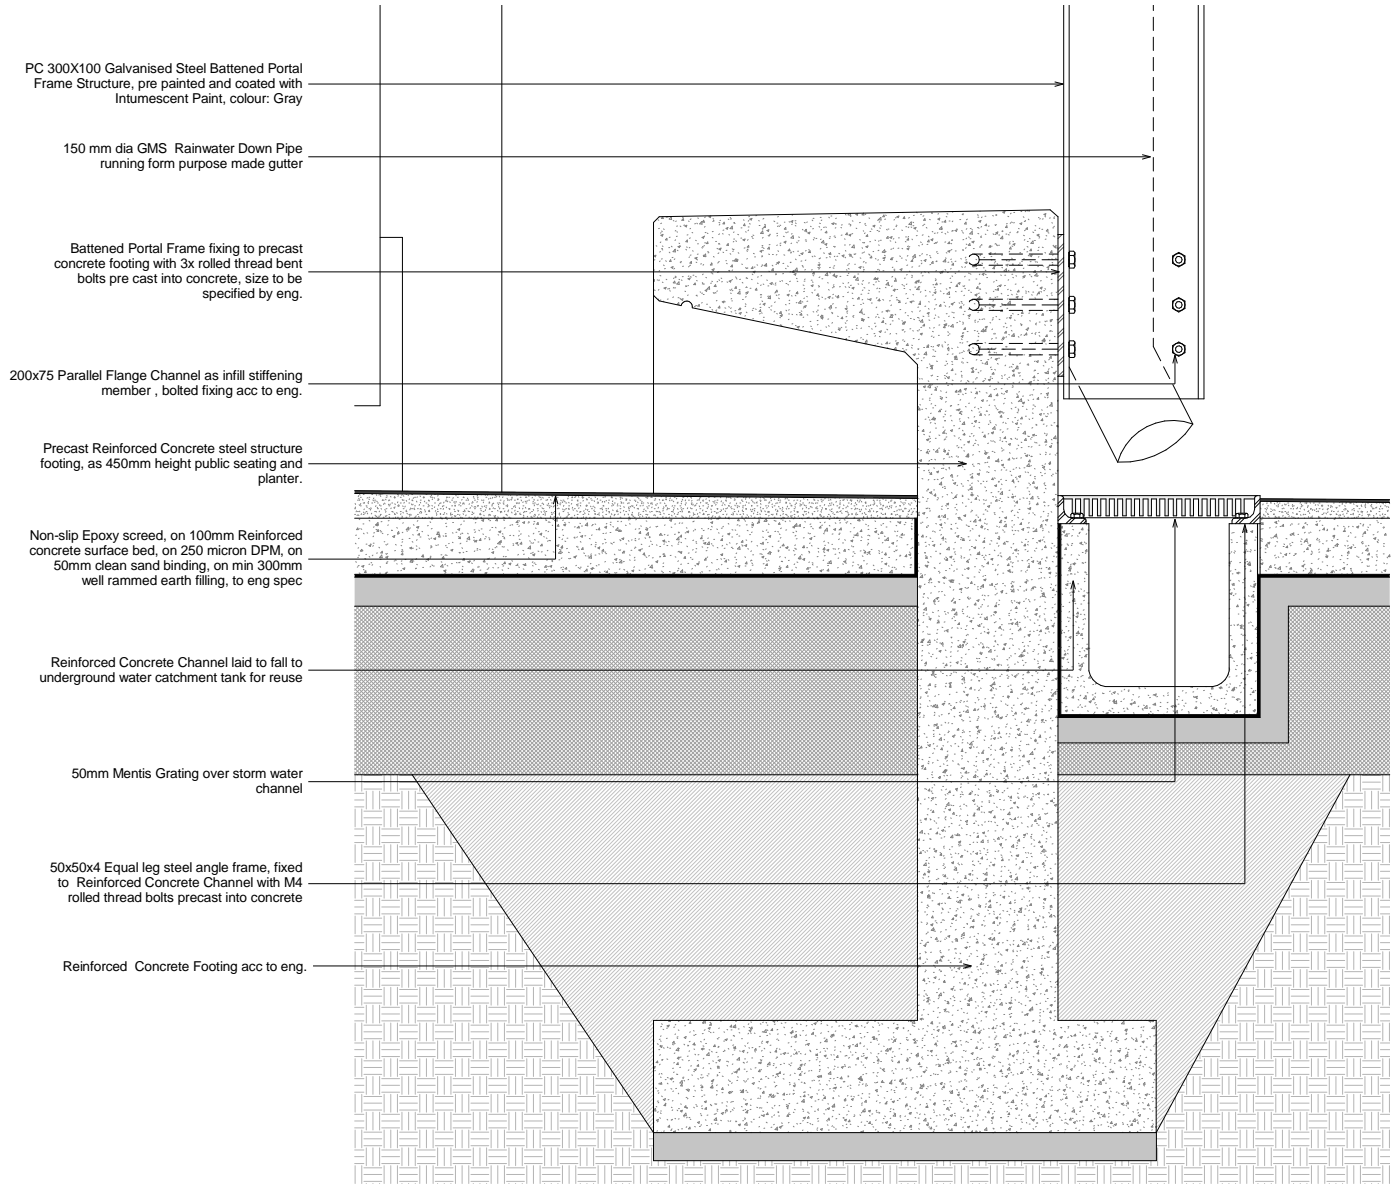 PC 300X100 Galvanised Steel Battened Portal
Frame Structure, pre painted and coated with
Intumescent Paint, colour: Gray
150 mm dia GMS  Rainwater Down Pipe
running form purpose made gutter
Battened Portal Frame fixing to precast
concrete footing with 3x rolled thread bent
bolts pre cast into concrete, size to be
specified by eng.
200x75 Parallel Flange Channel as infill stiffening
member , bolted fixing acc to eng.
Precast Reinforced Concrete steel structure
footing, as 450mm height public seating and
planter.
Non-slip Epoxy screed, on 100mm Reinforced
concrete surface bed, on 250 micron DPM, on
50mm clean sand binding, on min 300mm
well rammed earth filling, to eng spec
Reinforced Concrete Channel laid to fall to
underground water catchment tank for reuse
50mm Mentis Grating over storm water
channel
50x50x4 Equal leg steel angle frame, fixed
to  Reinforced Concrete Channel with M4
rolled thread bolts precast into concrete
Reinforced  Concrete Footing acc to eng.